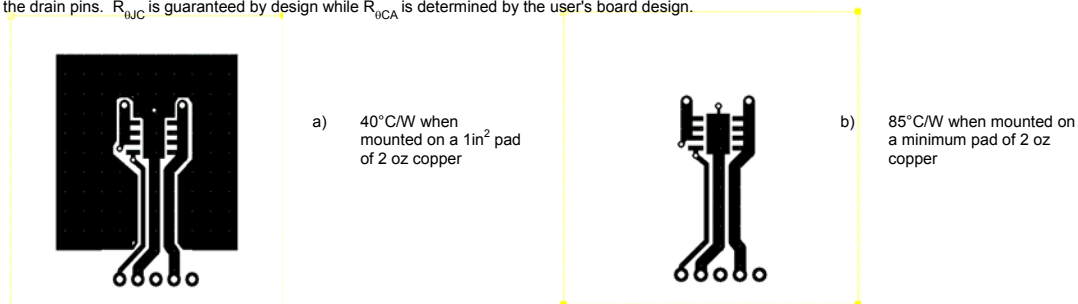 the drain pins. RθJC is guaranteed by design while RθCA is determined by the user's board design.
a) 40°C/W when
mounted on a 1in² pad
of 2 oz copper
b) 85°C/W when mounted on
a minimum pad of 2 oz
copper